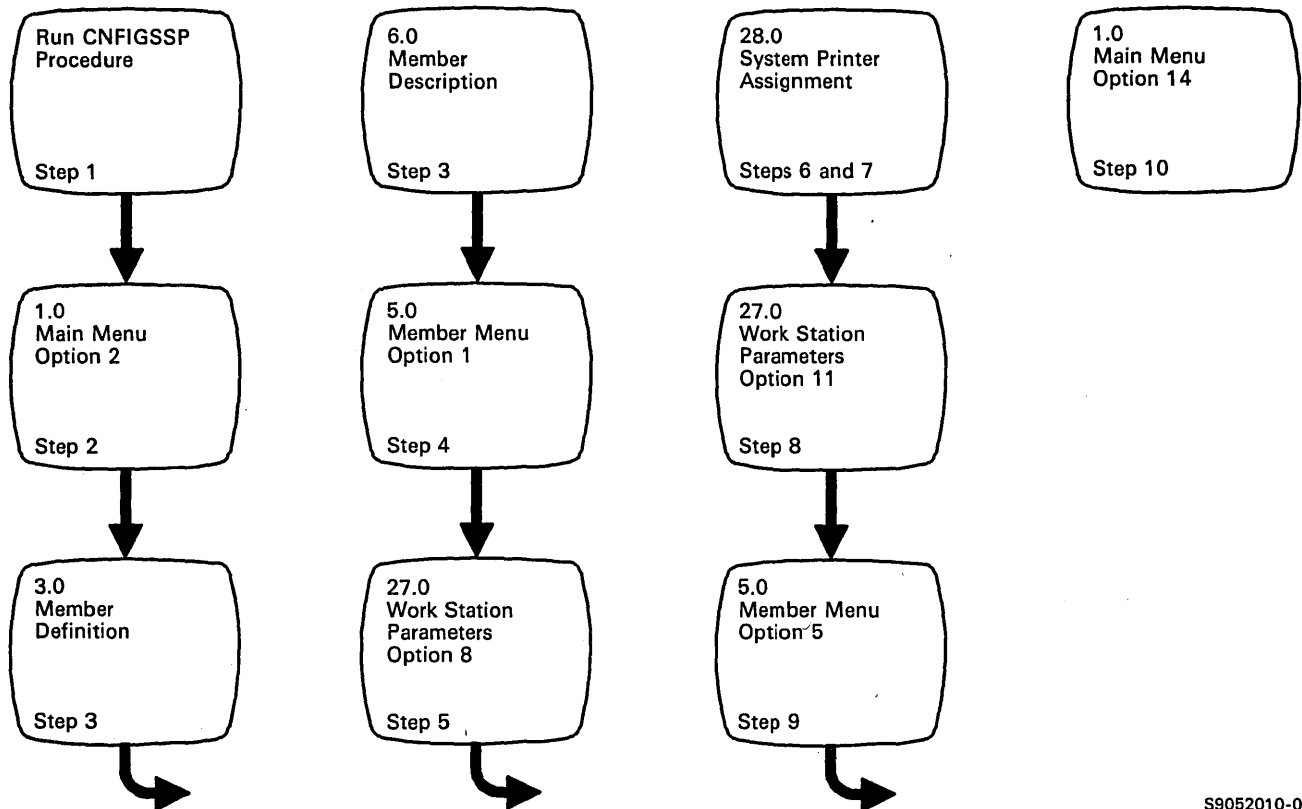 Run CNFIGSSP
Procedure
Step 1
1.0
Main Menu
Option 2
Step 2
3.0
Member
Definition
Step 3
6.0
Member
Description
Step 3
5.0
Member Menu
Option 1
Step 4
27.0
Work Station
Parameters
Option 8
Step 5
28.0
System Printer
Assignment
Steps 6 and 7
27.0
Work Station
Parameters
Option 11
Step 8
5.0
Member Menu
Option 5
Step 9
1.0
Main Menu
Option 14
Step 10
S9052010-0